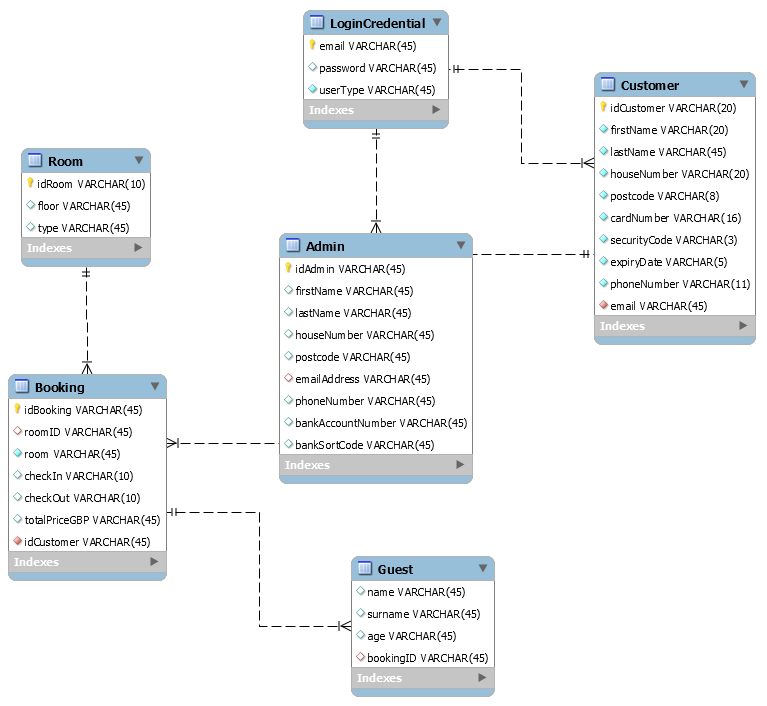 LoginCredential
email VARCHAR(45)
password VARCHAR(45)
userType VARCHAR(45)
Indexes
Customer
idCustomer VARCHAR(20)
firstName VARCHAR(20)
lastName VARCHAR(45)
houseNumber VARCHAR(20)
postcode VARCHAR(8)
cardNumber VARCHAR(16)
securityCode VARCHAR(3)
expiryDate VARCHAR(5)
phoneNumber VARCHAR(11)
email VARCHAR(45)
Indexes
Room
idRoom VARCHAR(10)
floor VARCHAR(45)
type VARCHAR(45)
Indexes
Admin
idAdmin VARCHAR(45)
firstName VARCHAR(45)
lastName VARCHAR(45)
houseNumber VARCHAR(45)
postcode VARCHAR(45)
emailAddress VARCHAR(45)
phoneNumber VARCHAR(45)
bankAccountNumber VARCHAR(45)
bankSortCode VARCHAR(45)
Indexes
Booking
idBooking VARCHAR(45)
roomID VARCHAR(45)
room VARCHAR(45)
checkIn VARCHAR(10)
checkOut VARCHAR(10)
totalPriceGBP VARCHAR(45)
idCustomer VARCHAR(45)
Indexes
Guest
name VARCHAR(45)
surname VARCHAR(45)
age VARCHAR(45)
bookingID VARCHAR(45)
Indexes